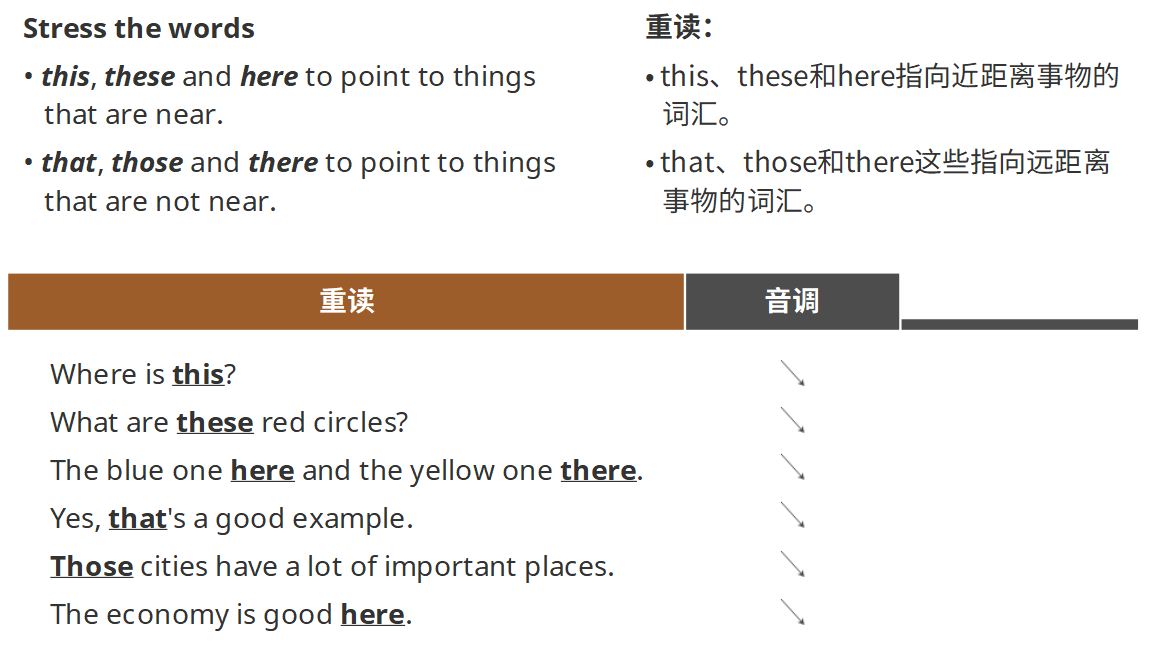 Stress the words
• this, these and here to point to things
that are near.
• that, those and there to point to things
that are not near.
重读：
• this、these和here指向近距离事物的
词汇。
• that、those和there这些指向远距离
事物的词汇。
重读
音调
Where is this?
What are these red circles?
The blue one here and the yellow one there.
Yes, that's a good example.
Those cities have a lot of important places.
The economy is good here.